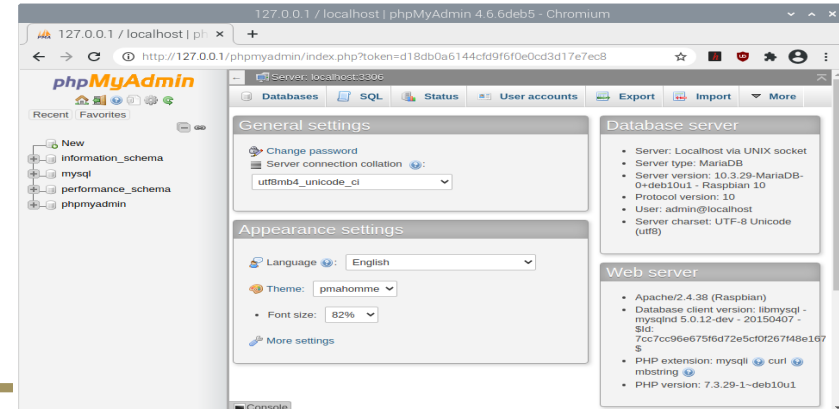 127.0.0.1 / localhost | phpMyAdmin 4.6.6deb5 - Chromium
127.0.0.1 / localhost | ph
http://127.0.0.1/phpmyadmin/index.php?token=d18db0a6144cfd9f6f0e0cd3d17e7ec8
phpMyAdmin
Recent Favorites
New
information_schema
mysql
performance_schema
phpmyadmin
Server: localhost:3306
Databases SQL Status User accounts Export Import More
General settings
Change password
Server connection collation :
utf8mb4_unicode_ci
Appearance settings
Language : English
Theme: pmahomme
• Font size: 82%
More settings
Database server
• Server: Localhost via UNIX socket
• Server type: MariaDB
• Server version: 10.3.29-MariaDB-
0+deb10u1 - Raspbian 10
• Protocol version: 10
• User: admin@localhost
• Server charset: UTF-8 Unicode
(utf8)
Web server
• Apache/2.4.38 (Raspbian)
• Database client version: libmysql -
mysqlnd 5.0.12-dev - 20150407 -
$Id:
7cc7cc96e675f6d72e5cf0f267f48e167
$
• PHP extension: mysqli curl
mbstring
• PHP version: 7.3.29-1~deb10u1
Console